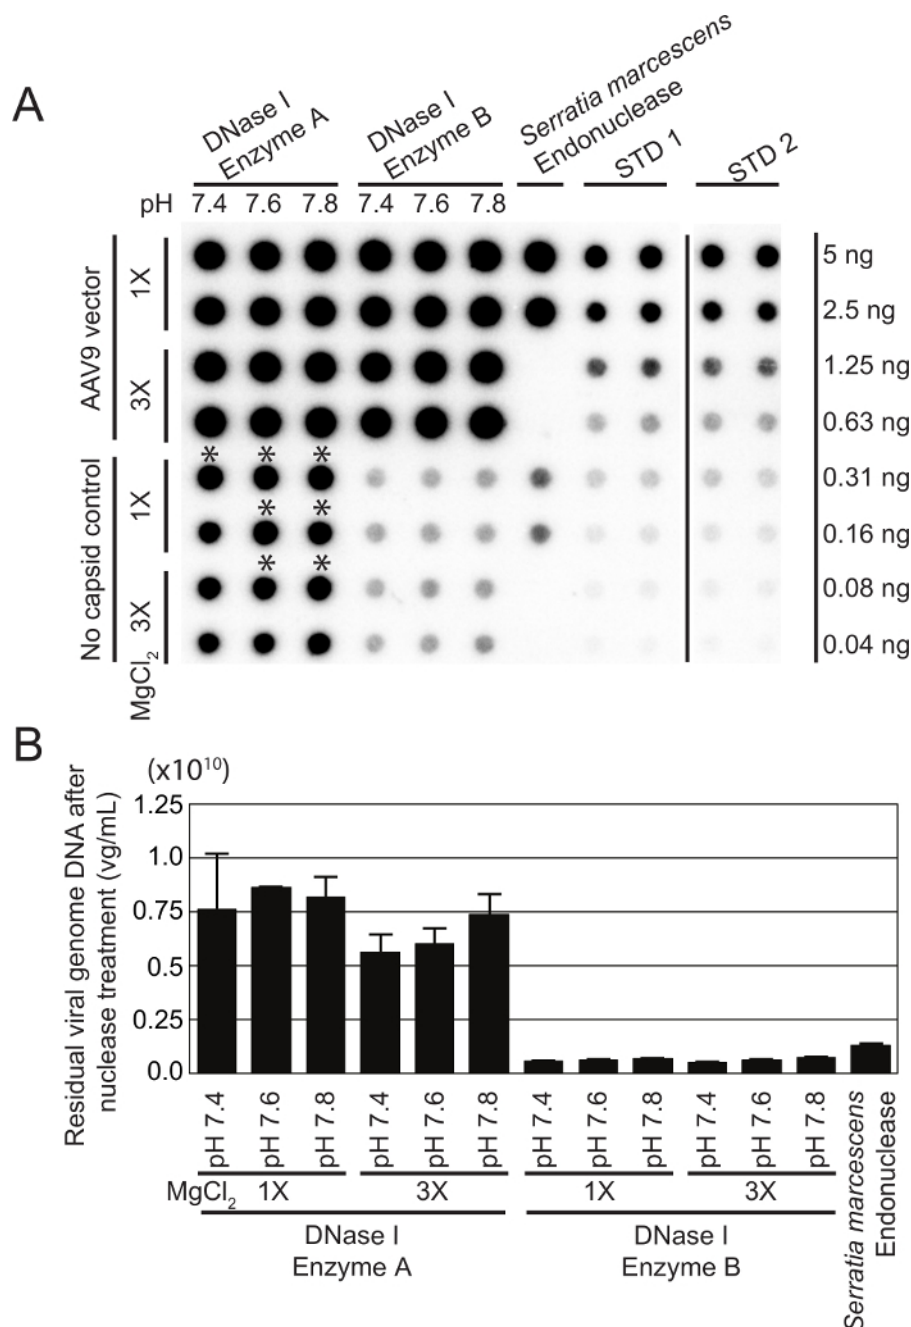 A
DNase I
Enzyme A
DNase I
Enzyme B
Serratia marcescens
Endonuclease
STD 1
STD 2
pH 7.4 7.6 7.8 7.4 7.6 7.8
AAV9 vector
1X
3X
No capsid control
1X
3X
MgCl₂
* * *
* *
* *
5 ng
2.5 ng
1.25 ng
0.63 ng
0.31 ng
0.16 ng
0.08 ng
0.04 ng
B
Residual viral genome DNA after
nuclease treatment (vg/mL)
(x10¹⁰)
1.25
1.0
0.75
0.5
0.25
0.0
pH 7.4 pH 7.6 pH 7.8 pH 7.4 pH 7.6 pH 7.8 pH 7.4 pH 7.6 pH 7.8 pH 7.4 pH 7.6 pH 7.8
MgCl₂ 1X 3X 1X 3X
DNase I
Enzyme A
DNase I
Enzyme B
Serratia marcescens
Endonuclease